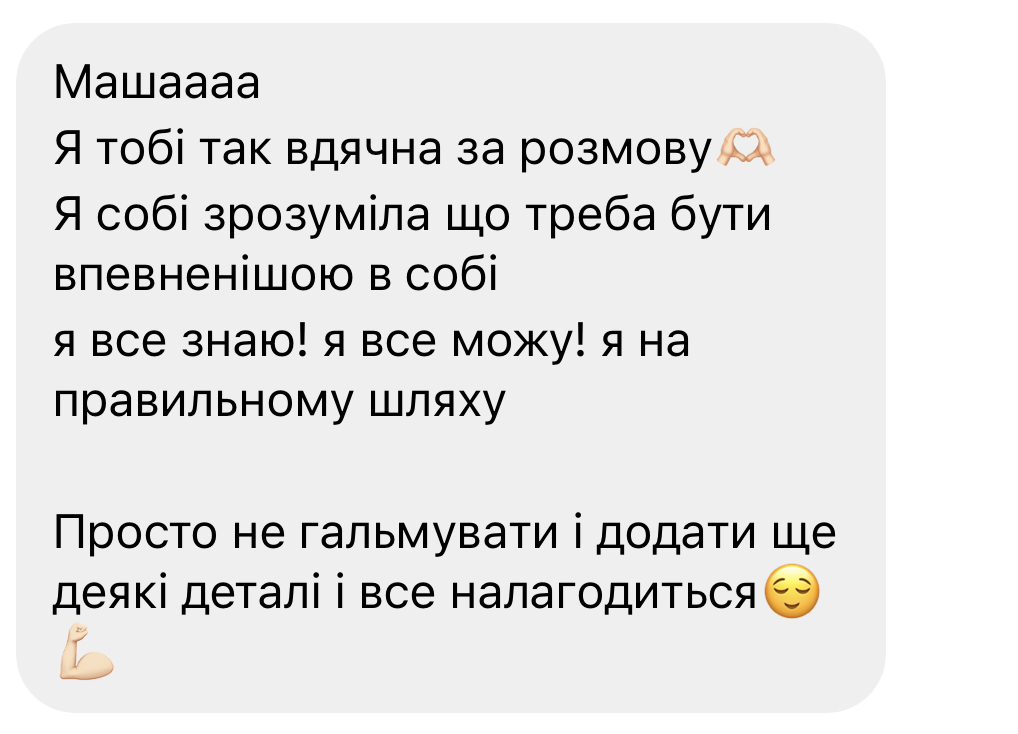 Машаааа
Я тобі так вдячна за розмову🫶🏻
Я собі зрозуміла що треба бути
впевненішою в собі
я все знаю! я все можу! я на
правильному шляху
Просто не гальмувати і додати ще
деякі деталі і все налагодиться😌
💪🏻